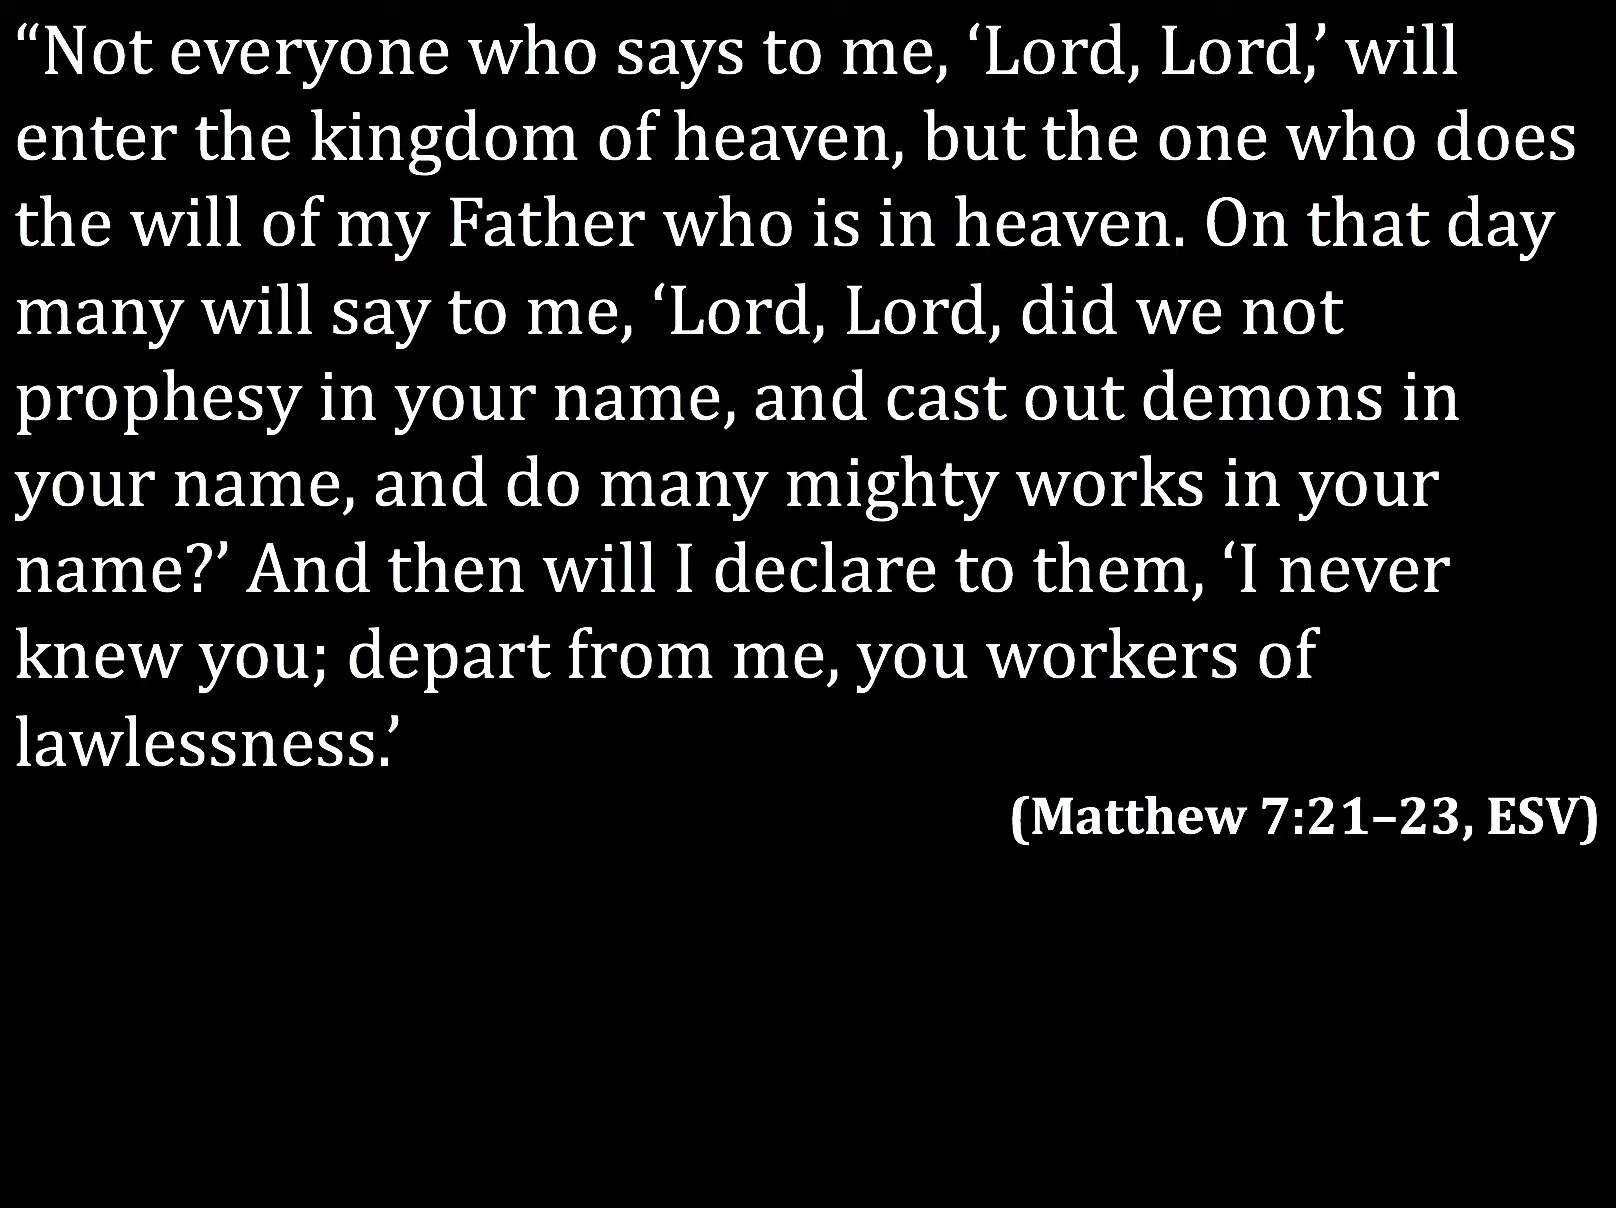 “Not everyone who says to me, ‘Lord, Lord,’ will
enter the kingdom of heaven, but the one who does
the will of my Father who is in heaven. On that day
many will say to me, ‘Lord, Lord, did we not
prophesy in your name, and cast out demons in
your name, and do many mighty works in your
name?’ And then will I declare to them, ‘I never
knew you; depart from me, you workers of
lawlessness.’
(Matthew 7:21–23, ESV)